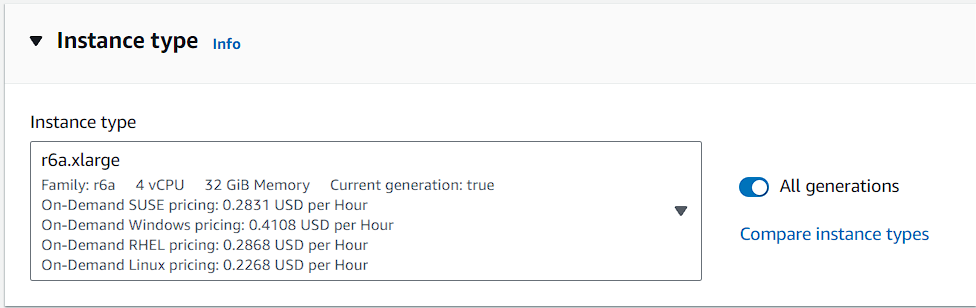 Instance type Info
Instance type
r6a.xlarge
Family: r6a 4 vCPU 32 GiB Memory Current generation: true
On-Demand SUSE pricing: 0.2831 USD per Hour
On-Demand Windows pricing: 0.4108 USD per Hour
On-Demand RHEL pricing: 0.2868 USD per Hour
On-Demand Linux pricing: 0.2268 USD per Hour
All generations
Compare instance types